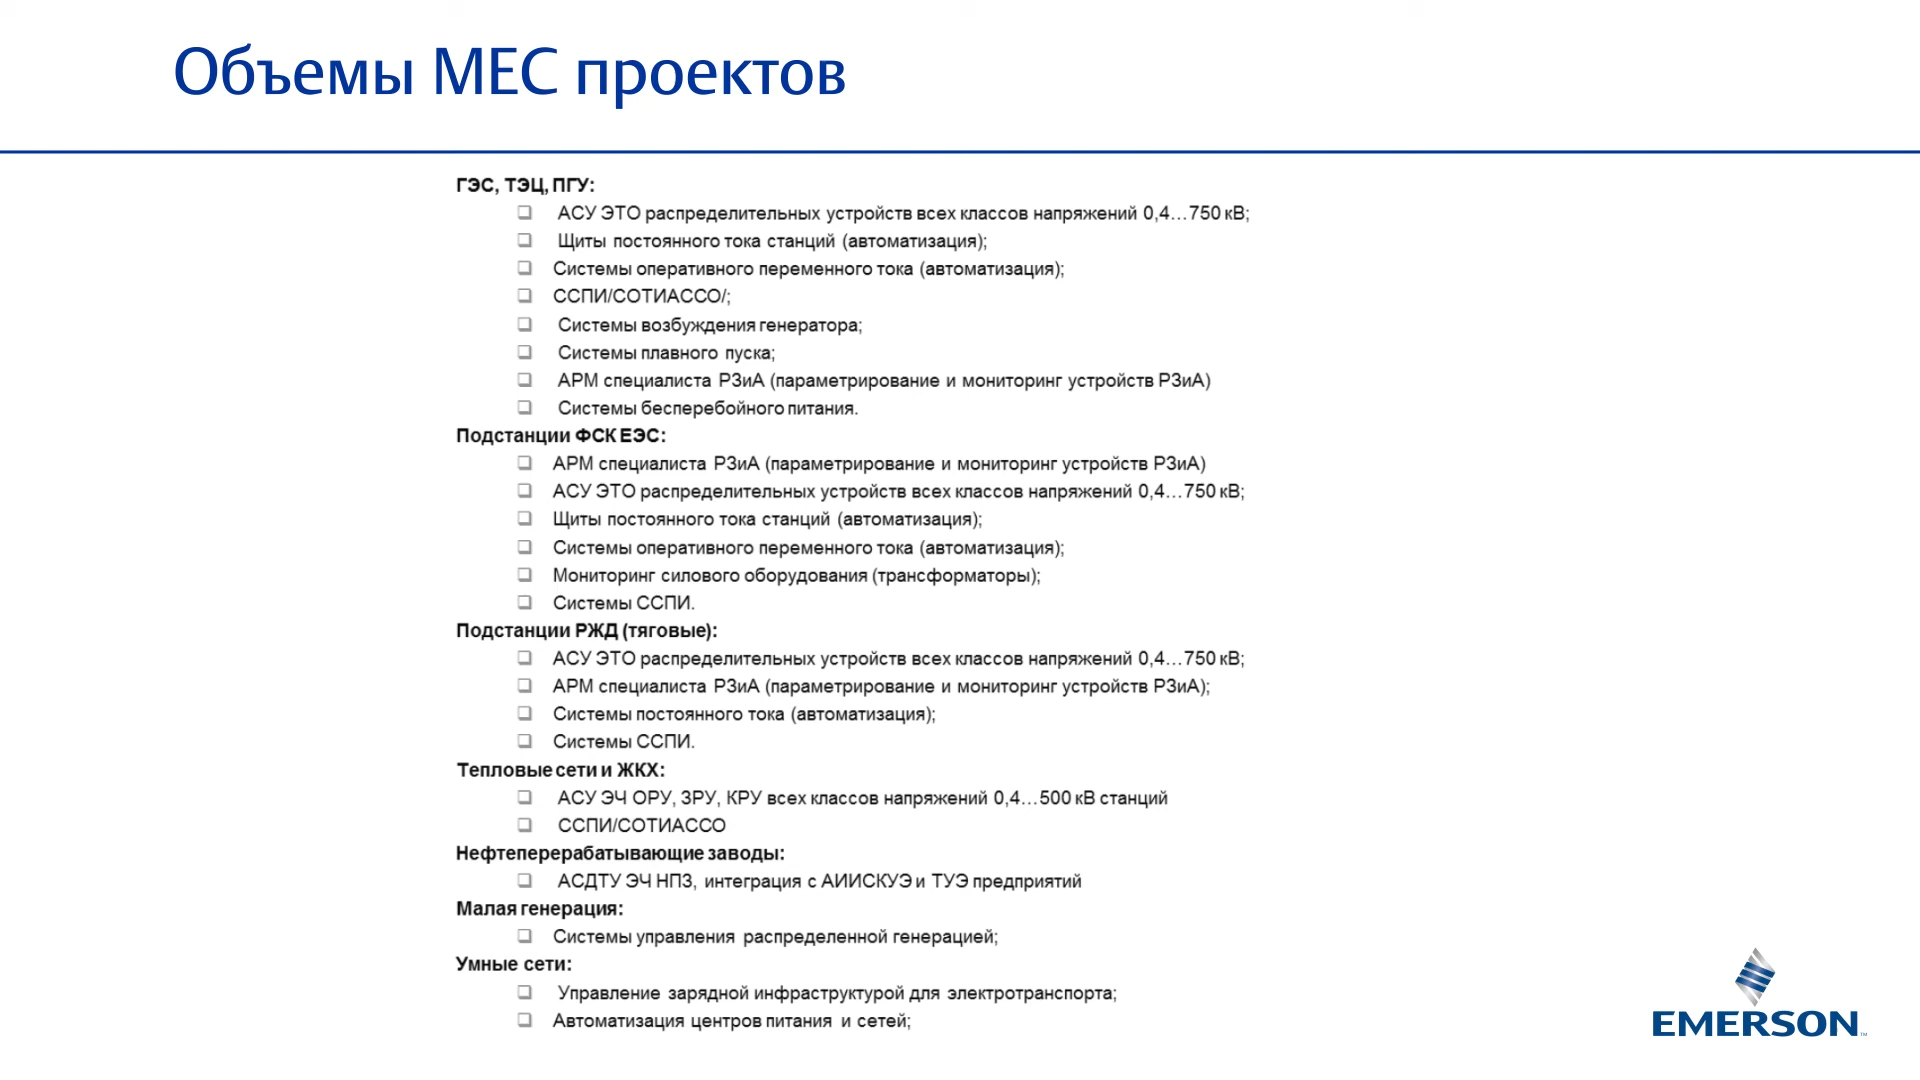 Объемы МЕС проектов
ГЭС, ТЭЦ, ПГУ:
АСУ ЭТО распределительных устройств всех классов напряжений 0,4…750 кВ;
Щиты постоянного тока станций (автоматизация);
Системы оперативного переменного тока (автоматизация);
ССПИ/СОТИАССО/;
Системы возбуждения генератора;
Системы плавного пуска;
АРМ специалиста РЗиА (параметрирование и мониторинг устройств РЗиА)
Системы бесперебойного питания.
Подстанции ФСК ЕЭС:
АРМ специалиста РЗиА (параметрирование и мониторинг устройств РЗиА)
АСУ ЭТО распределительных устройств всех классов напряжений 0,4…750 кВ;
Щиты постоянного тока станций (автоматизация);
Системы оперативного переменного тока (автоматизация);
Мониторинг силового оборудования (трансформаторы);
Системы ССПИ.
Подстанции РЖД (тяговые):
АСУ ЭТО распределительных устройств всех классов напряжений 0,4…750 кВ;
АРМ специалиста РЗиА (параметрирование и мониторинг устройств РЗиА);
Системы постоянного тока (автоматизация);
Системы ССПИ.
Тепловые сети и ЖКХ:
АСУ ЭЧ ОРУ, ЗРУ, КРУ всех классов напряжений 0,4…500 кВ станций
ССПИ/СОТИАССО
Нефтеперерабатывающие заводы:
АСДТУ ЭЧ НПЗ, интеграция с АИИСКУЭ и ТУЭ предприятий
Малая генерация:
Системы управления распределенной генерацией;
Умные сети:
Управление зарядной инфраструктурой для электротранспорта;
Автоматизация центров питания и сетей;
EMERSON™